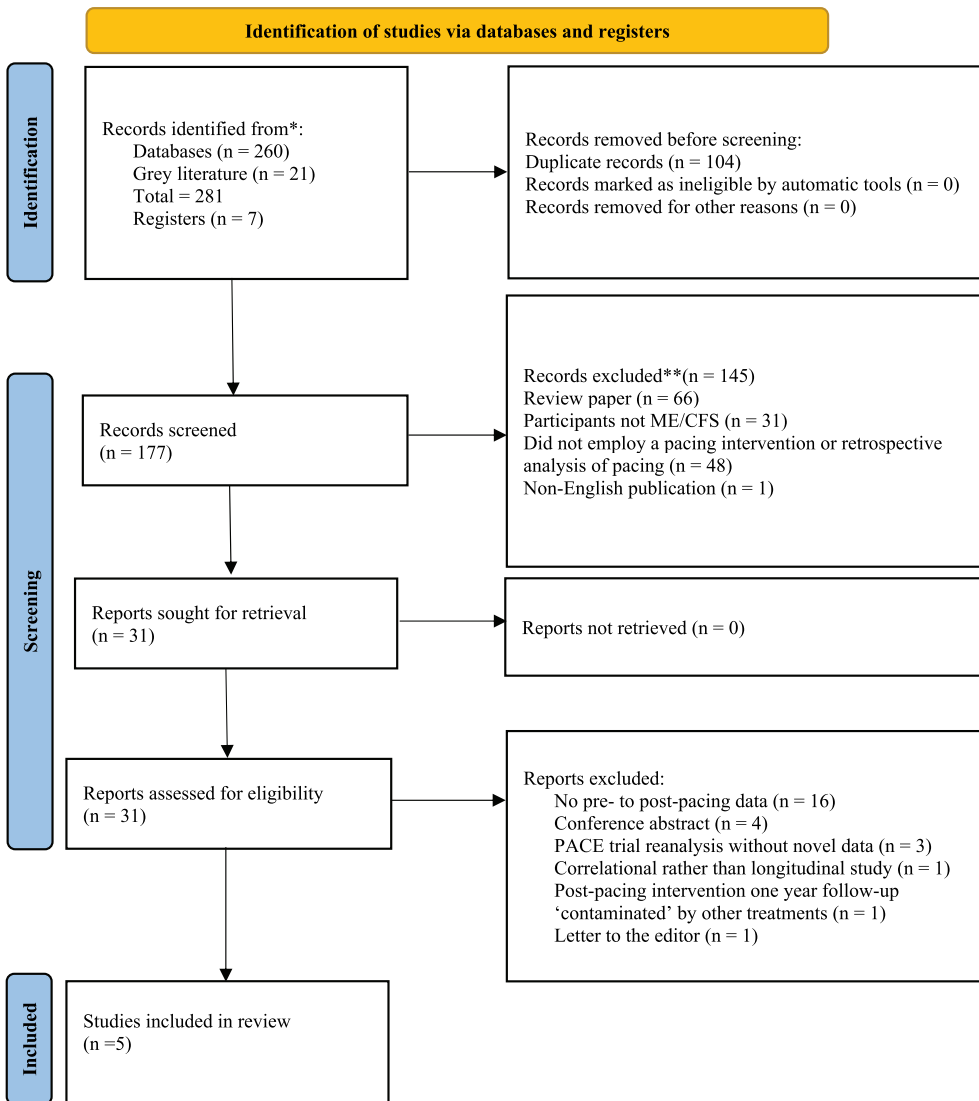 Identification of studies via databases and registers
Identification
Records identified from*:
Databases (n = 260)
Grey literature (n = 21)
Total = 281
Registers (n = 7)
Records removed before screening:
Duplicate records (n = 104)
Records marked as ineligible by automatic tools (n = 0)
Records removed for other reasons (n = 0)
Screening
Records screened
(n = 177)
Records excluded**(n = 145)
Review paper (n = 66)
Participants not ME/CFS (n = 31)
Did not employ a pacing intervention or retrospective
analysis of pacing (n = 48)
Non-English publication (n = 1)
Reports sought for retrieval
(n = 31)
Reports not retrieved (n = 0)
Reports assessed for eligibility
(n = 31)
Reports excluded:
No pre- to post-pacing data (n = 16)
Conference abstract (n = 4)
PACE trial reanalysis without novel data (n = 3)
Correlational rather than longitudinal study (n = 1)
Post-pacing intervention one year follow-up
‘contaminated’ by other treatments (n = 1)
Letter to the editor (n = 1)
Included
Studies included in review
(n =5)